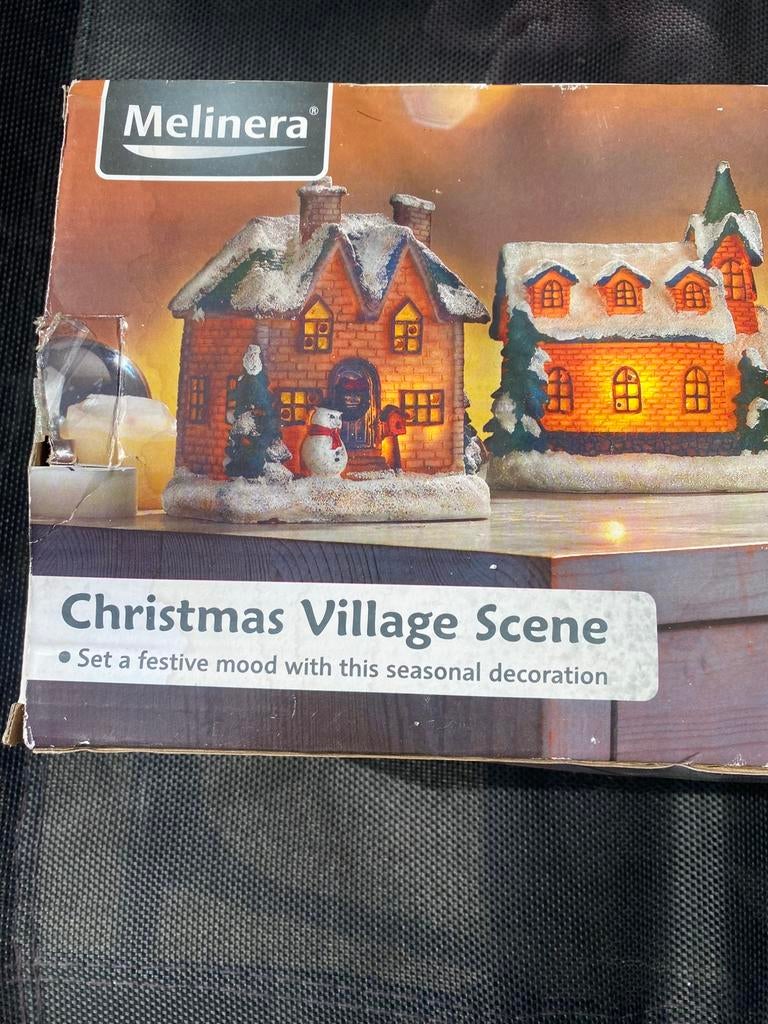 Melinera®
Christmas Village Scene
• Set a festive mood with this seasonal decoration